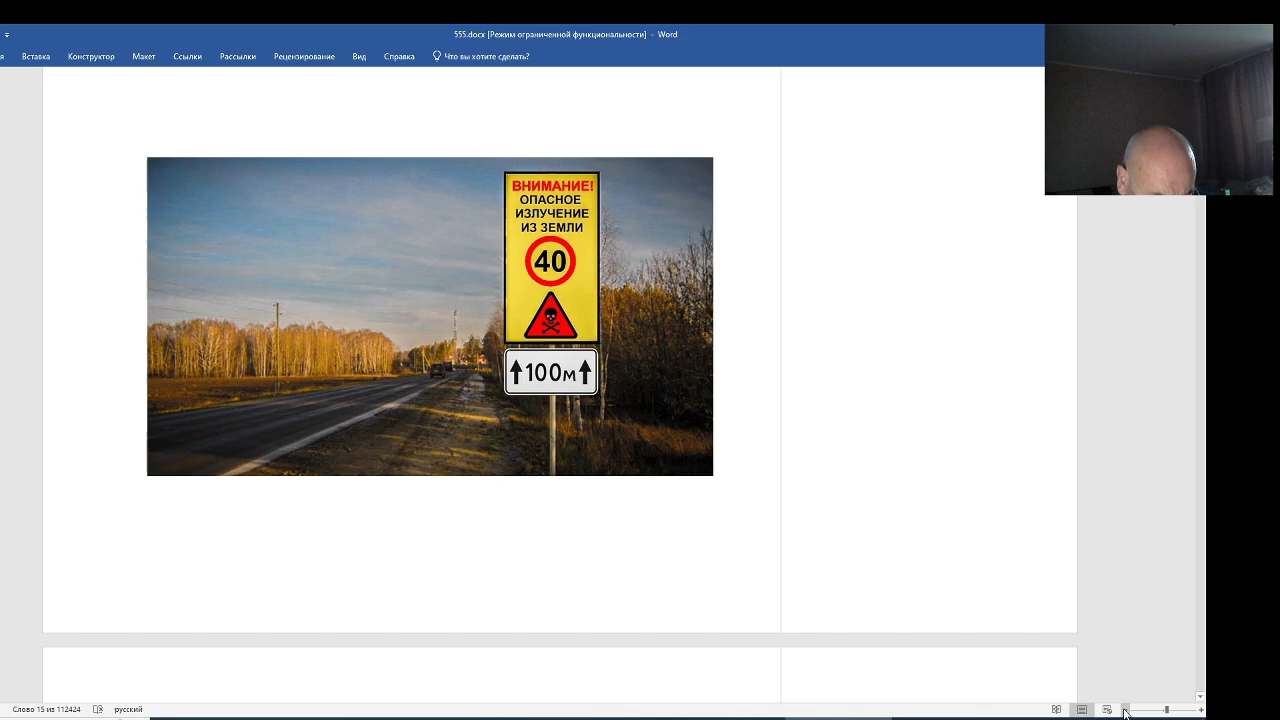 555.docx [Режим ограниченной функциональности] - Word
я Вставка Конструктор Макет Ссылки Рассылки Рецензирование Вид Справка Что вы хотите сделать?
ВНИМАНИЕ!
ОПАСНОЕ
ИЗЛУЧЕНИЕ
ИЗ ЗЕМЛИ
40
100м
Слово 15 из 112424 русский